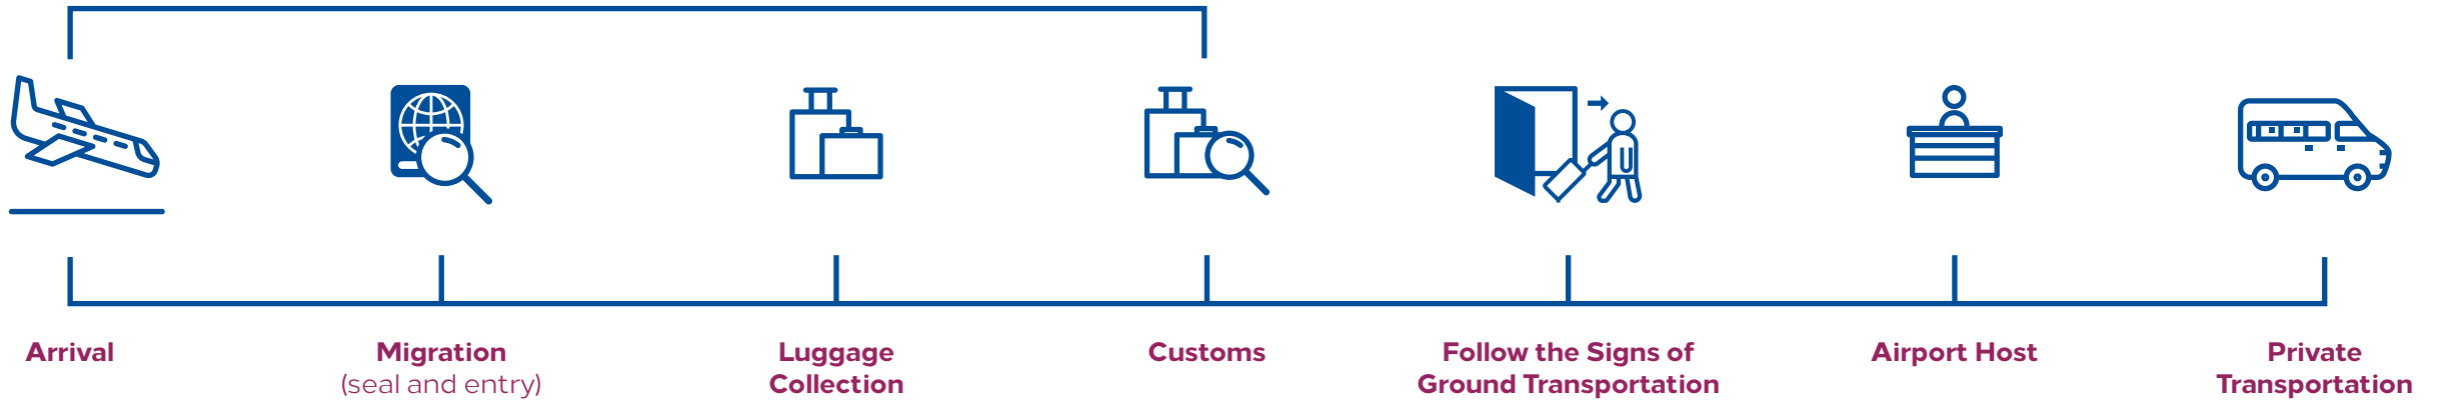 Arrival
Migration
(seal and entry)
Luggage
Collection
Customs
Follow the Signs of
Ground Transportation
Airport Host
Private
Transportation